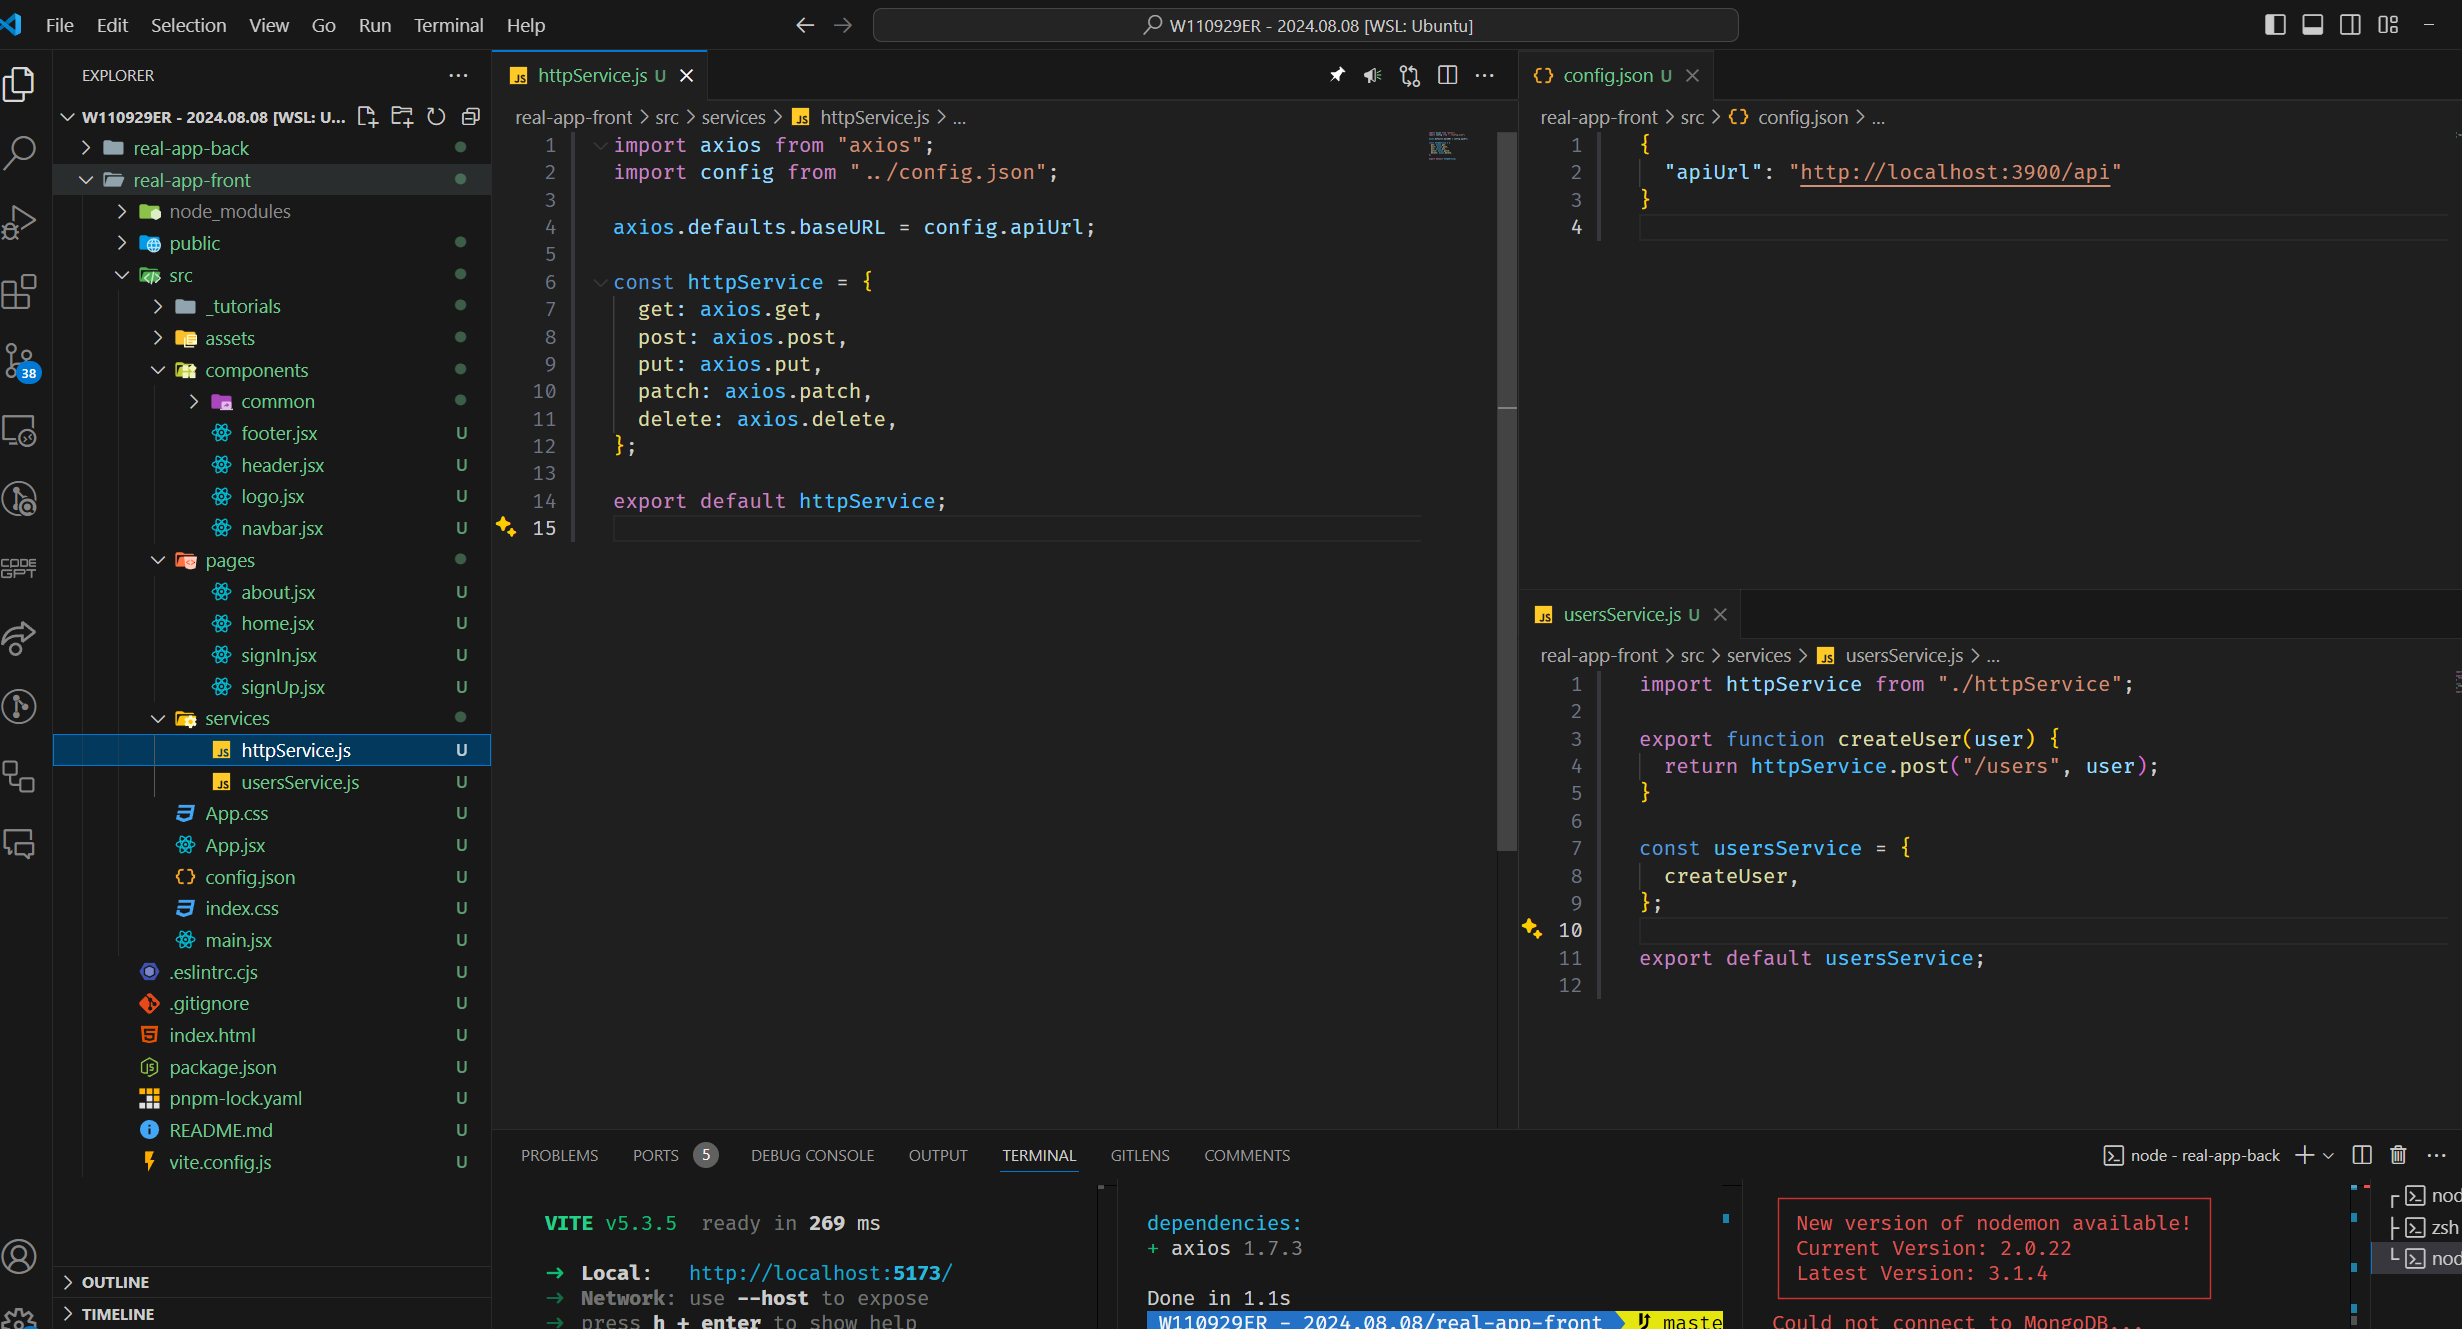 File Edit Selection View Go Run Terminal Help
W110929ER - 2024.08.08 [WSL: Ubuntu]
EXPLORER
W110929ER - 2024.08.08 [WSL: U...
real-app-back
real-app-front
node_modules
public
src
_tutorials
assets
components
common
footer.jsx U
header.jsx U
logo.jsx U
navbar.jsx U
pages
about.jsx U
home.jsx U
signIn.jsx U
signUp.jsx U
services
httpService.js U
usersService.js U
App.css U
App.jsx U
config.json U
index.css U
main.jsx U
.eslintrc.cjs U
.gitignore U
index.html U
package.json U
pnpm-lock.yaml U
README.md U
vite.config.js U
OUTLINE
TIMELINE
38
CODE
GPT
httpService.js U
real-app-front > src > services > JS httpService.js > ...
1 import axios from "axios";
2 import config from "../config.json";
3
4 axios.defaults.baseURL = config.apiUrl;
5
6 const httpService = {
7 get: axios.get,
8 post: axios.post,
9 put: axios.put,
10 patch: axios.patch,
11 delete: axios.delete,
12 };
13
14 export default httpService;
15
config.json U
real-app-front > src > {} config.json > ...
1 {
2 "apiUrl": "http://localhost:3900/api"
3 }
4
usersService.js U
real-app-front > src > services > JS usersService.js > ...
1 import httpService from "./httpService";
2
3 export function createUser(user) {
4 return httpService.post("/users", user);
5 }
6
7 const usersService = {
8 createUser,
9 };
10
11 export default usersService;
12
PROBLEMS PORTS 5 DEBUG CONSOLE OUTPUT TERMINAL GITLENS COMMENTS
node - real-app-back
VITE v5.3.5 ready in 269 ms
➜ Local: http://localhost:5173/
➜ Network: use --host to expose
➜ press h + enter to show help
dependencies:
+ axios 1.7.3
Done in 1.1s
W110929ER - 2024.08.08/real-app-front maste
New version of nodemon available!
Current Version: 2.0.22
Latest Version: 3.1.4
Could not connect to MongoDB...
nod
zsh
nod